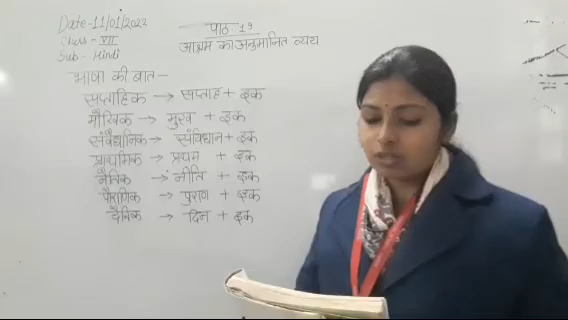 Date-11/01/2022
Class-VII
Sub-Hindi
पाठ 19
आश्रम का अनुमानित व्यय
भाषा की बात-
साप्ताहिक → सप्ताह + इक
मौखिक → मुख + इक
संवैधानिक → संविधान + इक
प्राथमिक → प्रथम + इक
नैतिक → नीति + इक
पौराणिक → पुराण + इक
दैनिक → दिन + इक